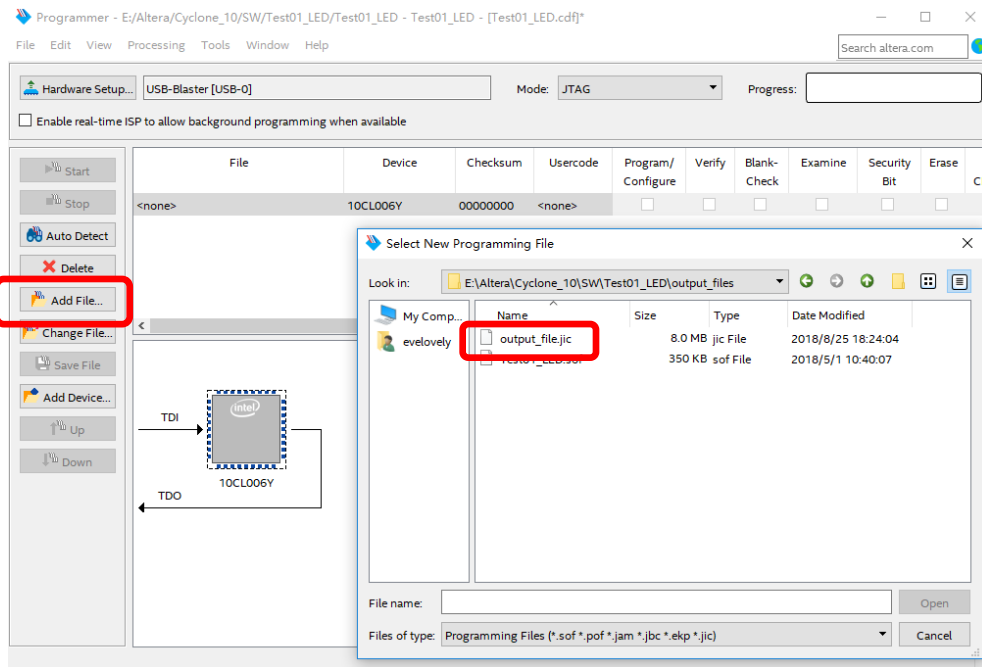 Programmer - E:/Altera/Cyclone_10/SW/Test01_LED/Test01_LED - Test01_LED - [Test01_LED.cdf]*
File Edit View Processing Tools Window Help
Search altera.com
Hardware Setup... USB-Blaster [USB-0] Mode: JTAG Progress:
Enable real-time ISP to allow background programming when available
Start
Stop
Auto Detect
Delete
Add File...
Change File...
Save File
Add Device...
Up
Down
File Device Checksum Usercode Program/ Verify Blank- Examine Security Erase
Configure Check Bit C
<none> 10CL006Y 00000000 <none>
TDI
intel
10CL006Y
TDO
Select New Programming File
Look in: E:\Altera\Cyclone_10\SW\Test01_LED\output_files
My Comp...
evelovely
Name Size Type Date Modified
output_file.jic 8.0 MB jic File 2018/8/25 18:24:04
Test01_LED.sof 350 KB sof File 2018/5/1 10:40:07
File name: Open
Files of type: Programming Files (*.sof *.pof *.jam *.jbc *.ekp *.jic) Cancel